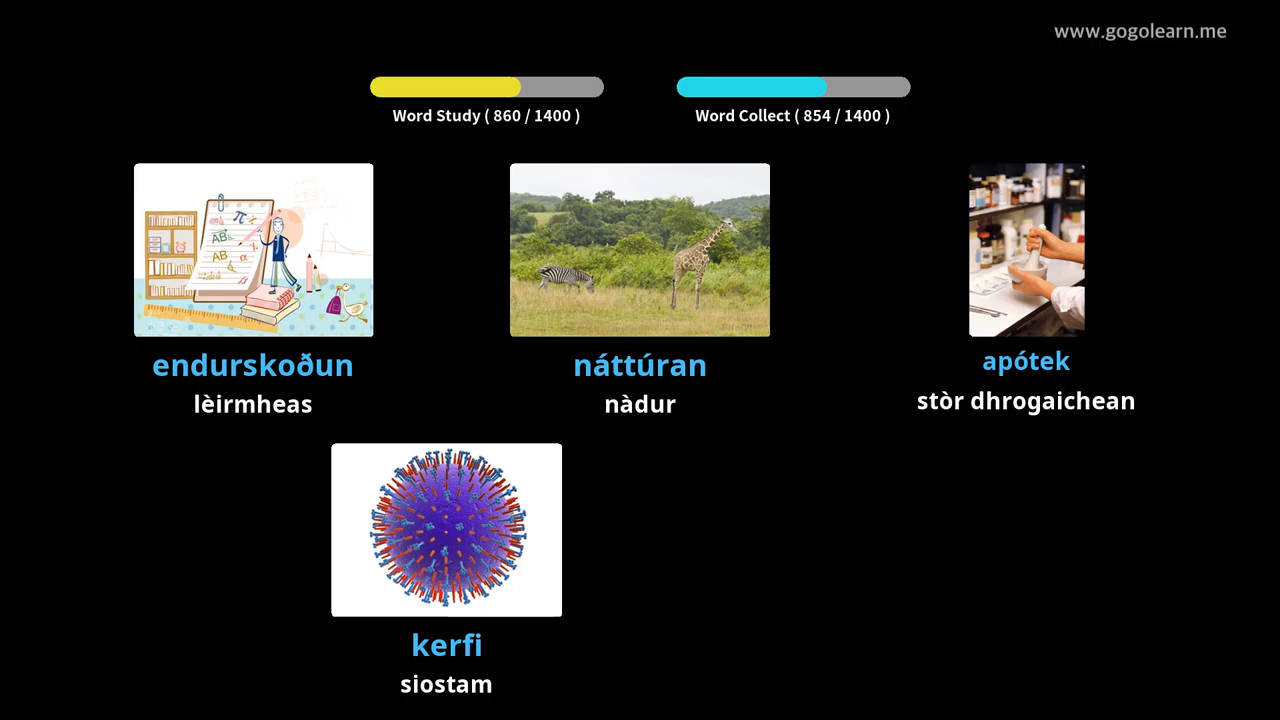 www.gogolearn.me
Word Study ( 860 / 1400 )
Word Collect ( 854 / 1400 )
endurskoðun
lèirmheas
náttúran
nàdur
apótek
stòr dhrogaichean
kerfi
siostam